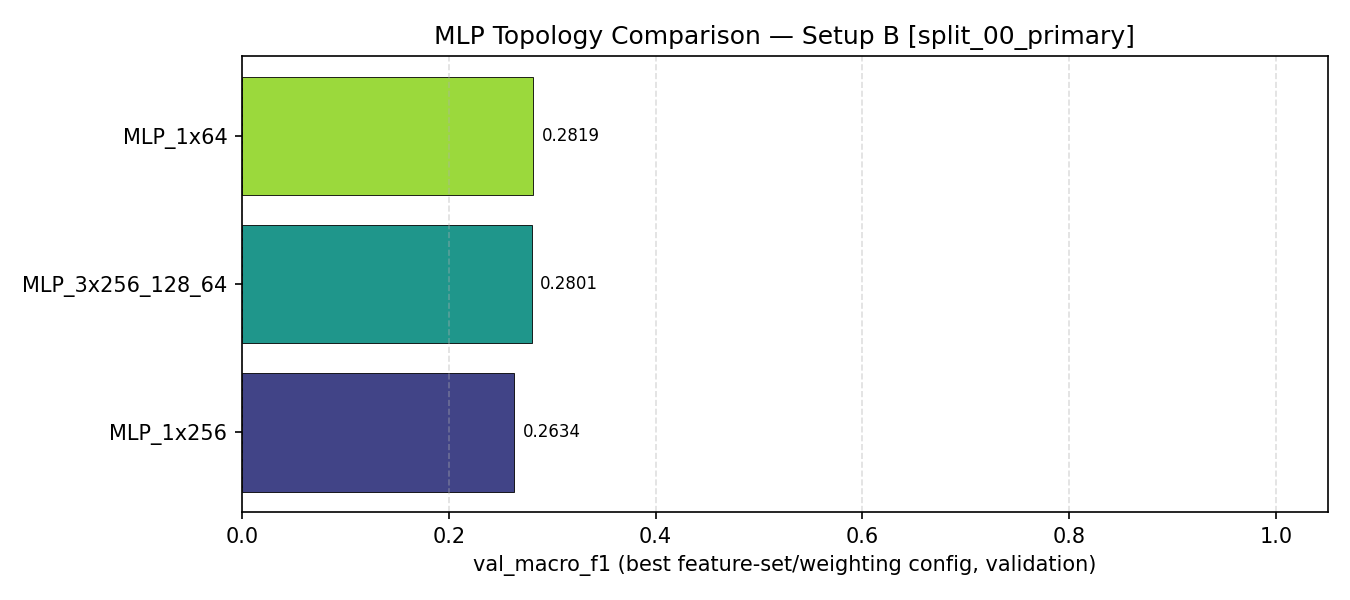 MLP Topology Comparison — Setup B [split_00_primary]
MLP_1x64
0.2819
MLP_3x256_128_64
0.2801
MLP_1x256
0.2634
0.0 0.2 0.4 0.6 0.8 1.0
val_macro_f1 (best feature-set/weighting config, validation)